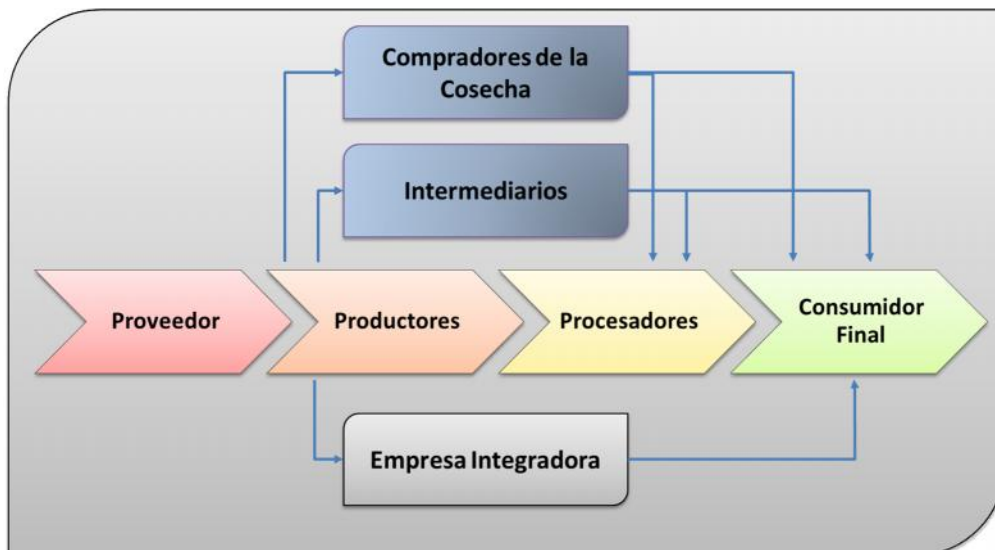 Compradores de la
Cosecha
Intermediarios
Proveedor
Productores
Procesadores
Consumidor
Final
Empresa Integradora